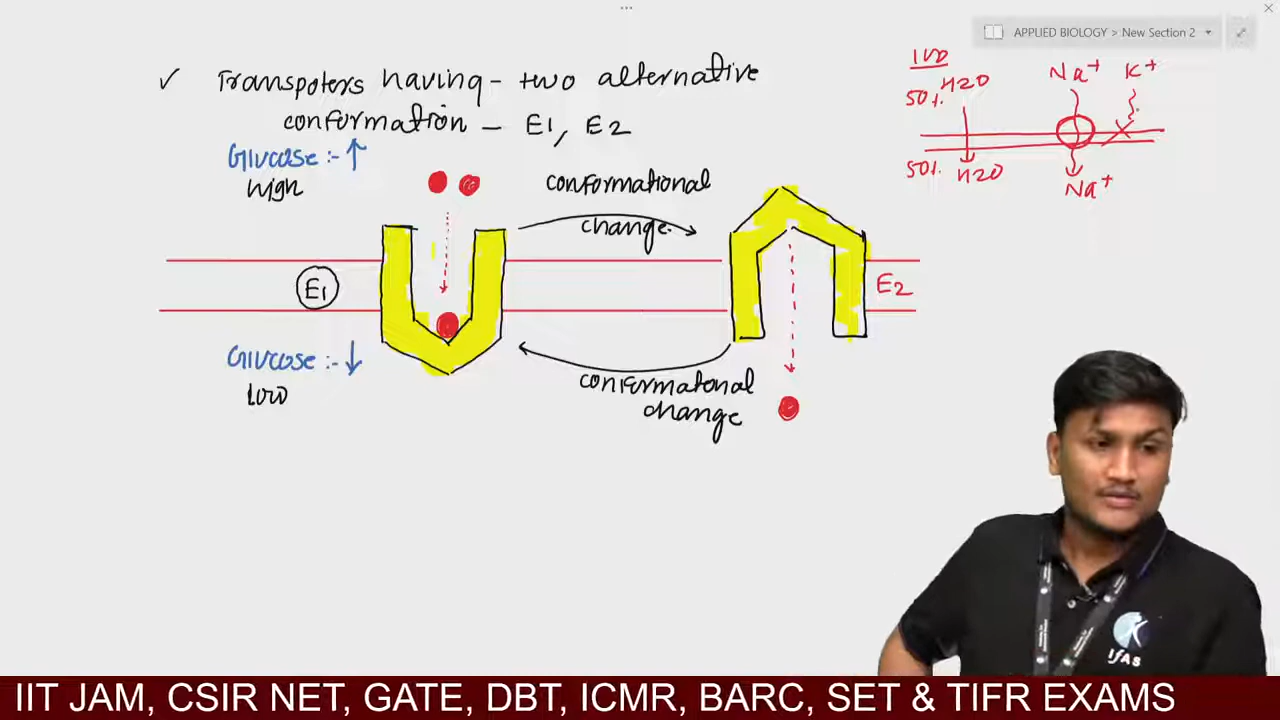 APPLIED BIOLOGY > New Section 2
✓ Transpoters having - two alternative
conformation - E1, E2
Glucose :- ↑
high
conformational
change
E1
E2
Glucose :- ↓
low
conformatonal
change
100
50%. H2O
50%. H2O
Na+ K+
Na+
IFAS
IIT JAM, CSIR NET, GATE, DBT, ICMR, BARC, SET & TIFR EXAMS